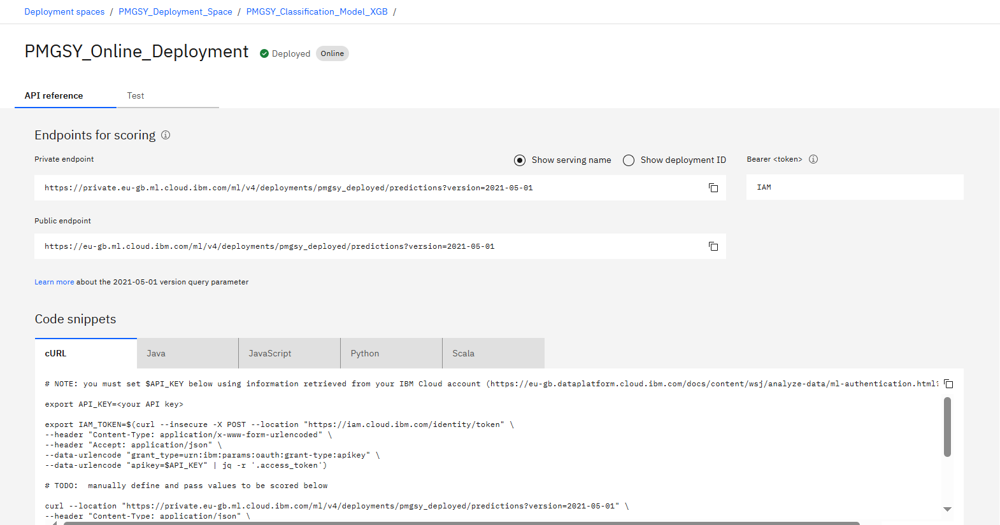 Deployment spaces / PMGSY_Deployment_Space / PMGSY_Classification_Model_XGB /
PMGSY_Online_Deployment Deployed Online
API reference Test
Endpoints for scoring
Private endpoint Show serving name Show deployment ID Bearer <token>
https://private.eu-gb.ml.cloud.ibm.com/ml/v4/deployments/pmgsy_deployed/predictions?version=2021-05-01 IAM
Public endpoint
https://eu-gb.ml.cloud.ibm.com/ml/v4/deployments/pmgsy_deployed/predictions?version=2021-05-01
Learn more about the 2021-05-01 version query parameter
Code snippets
cURL Java JavaScript Python Scala
# NOTE: you must set $API_KEY below using information retrieved from your IBM Cloud account (https://eu-gb.dataplatform.cloud.ibm.com/docs/content/wsj/analyze-data/ml-authentication.html?
export API_KEY=<your API key>
export IAM_TOKEN=$(curl --insecure -X POST --location "https://iam.cloud.ibm.com/identity/token" \
--header "Content-Type: application/x-www-form-urlencoded" \
--header "Accept: application/json" \
--data-urlencode "grant_type=urn:ibm:params:oauth:grant-type:apikey" \
--data-urlencode "apikey=$API_KEY" | jq -r '.access_token')
# TODO:  manually define and pass values to be scored below
curl --location "https://private.eu-gb.ml.cloud.ibm.com/ml/v4/deployments/pmgsy_deployed/predictions?version=2021-05-01" \
--header "Content-Type: application/json" \